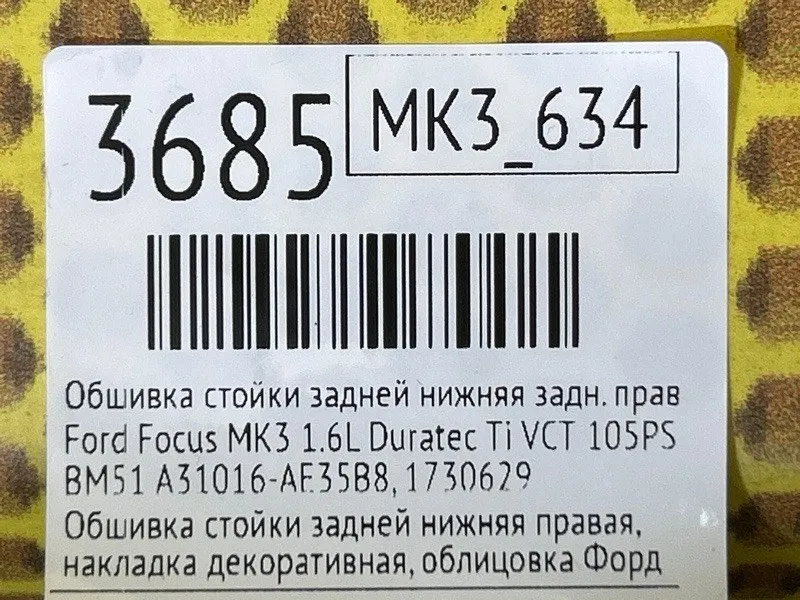 3685
MK3_634
Обшивка стойки задней нижняя задн. прав
Ford Focus MK3 1.6L Duratec Ti VCT 105PS
BM51 A31016-AE35B8, 1730629
Обшивка стойки задней нижняя правая,
накладка декоративная, облицовка Форд